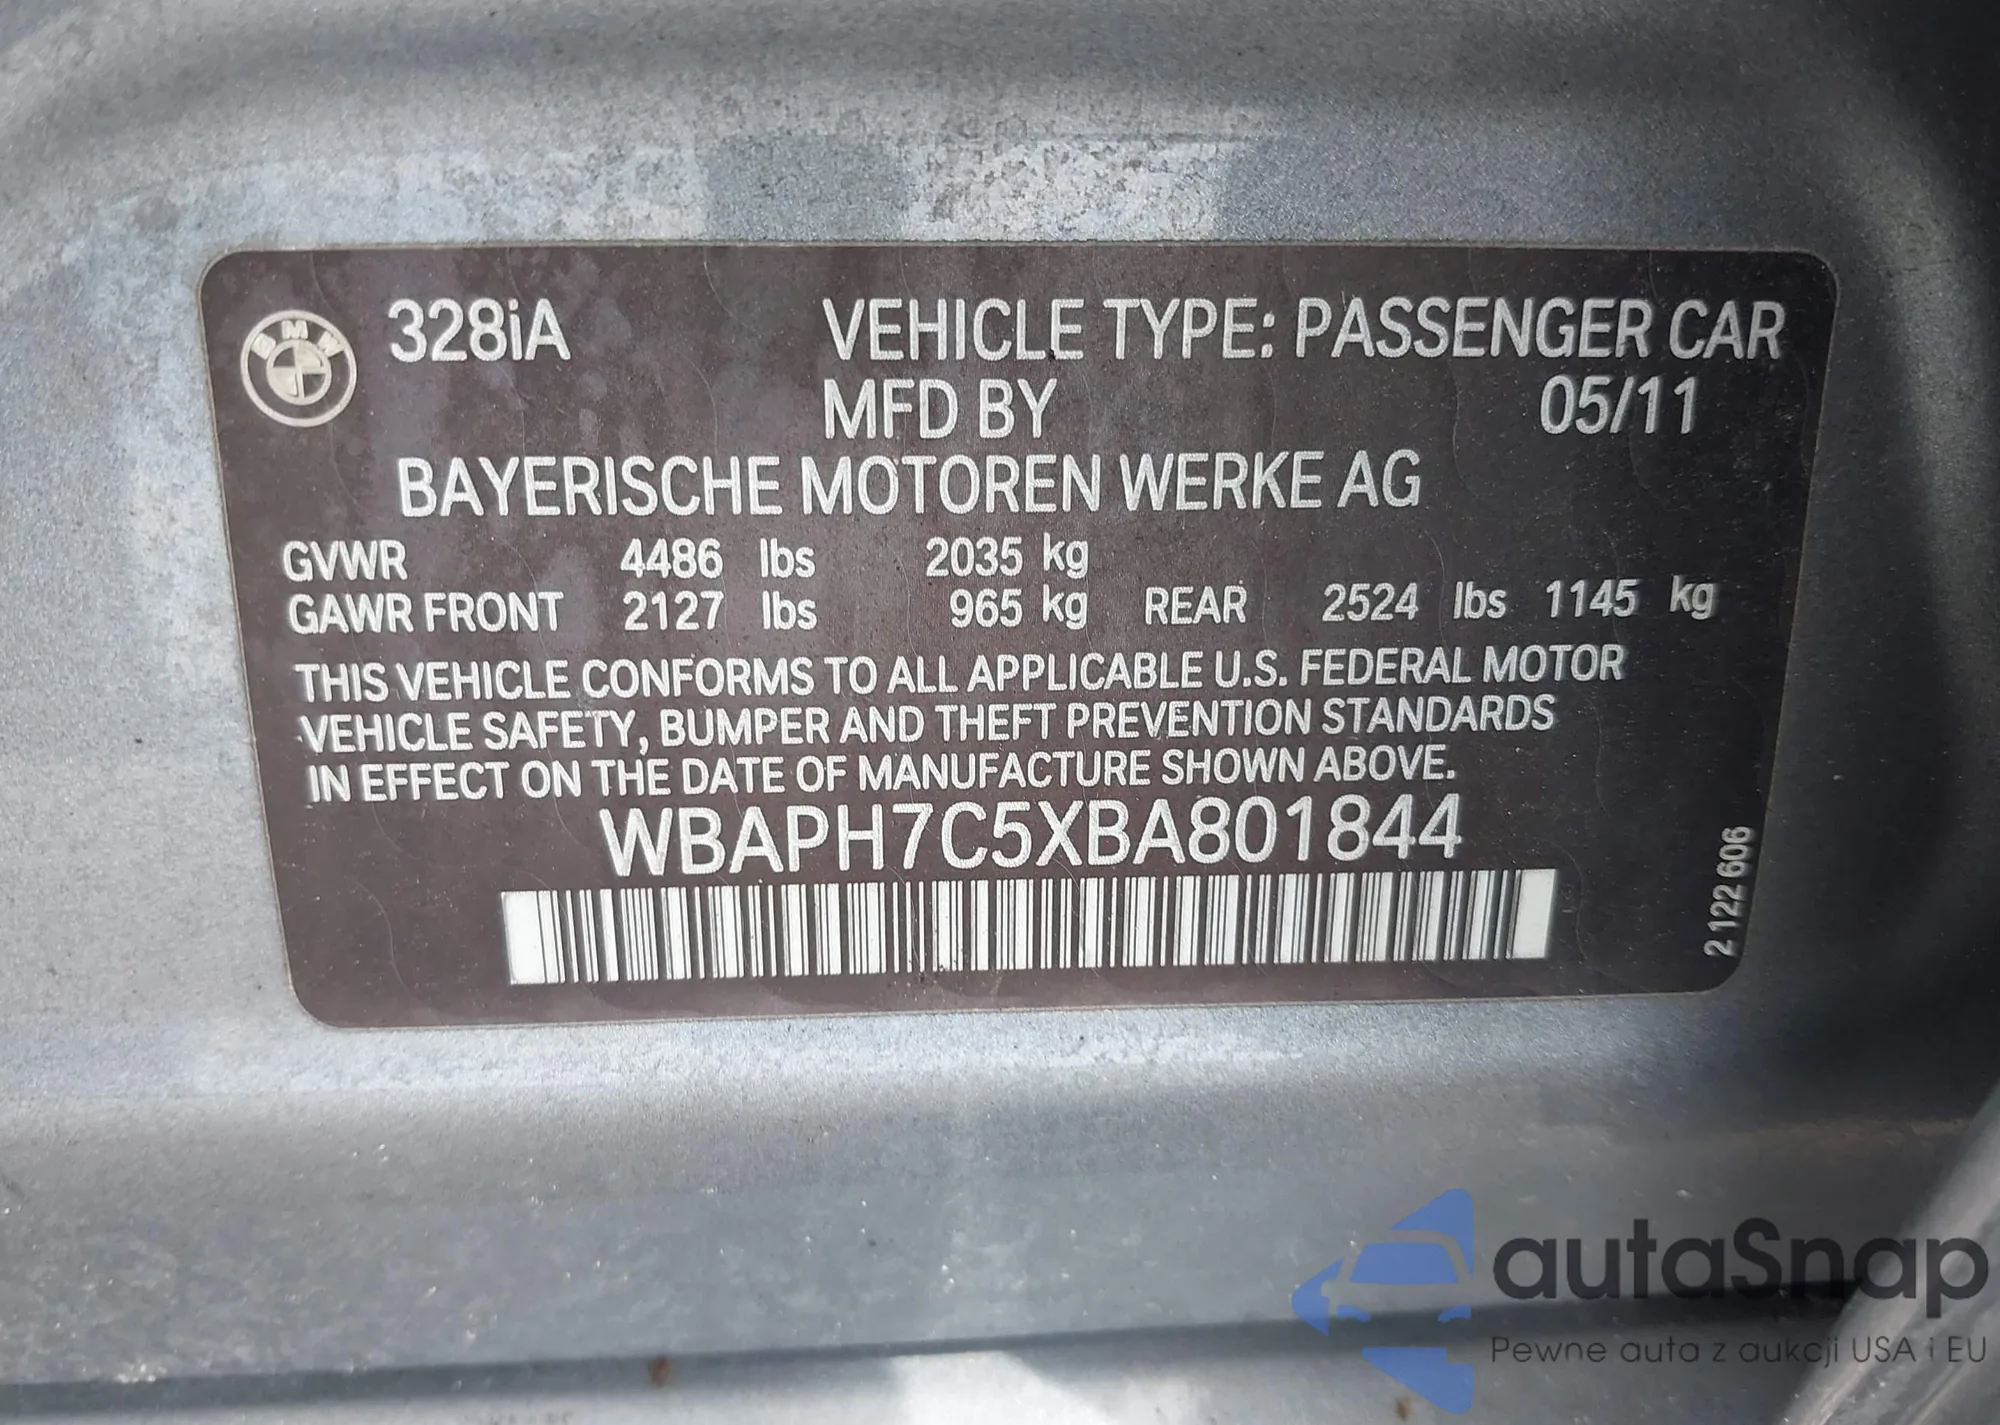 BMW
328iA VEHICLE TYPE: PASSENGER CAR
MFD BY 05/11
BAYERISCHE MOTOREN WERKE AG
GVWR 4486 lbs 2035 kg
GAWR FRONT 2127 lbs 965 kg REAR 2524 lbs 1145 kg
THIS VEHICLE CONFORMS TO ALL APPLICABLE U.S. FEDERAL MOTOR
VEHICLE SAFETY, BUMPER AND THEFT PREVENTION STANDARDS
IN EFFECT ON THE DATE OF MANUFACTURE SHOWN ABOVE.
WBAPH7C5XBA801844
2 122 606
autaSnap
Pewne auta z aukcji USA i EU